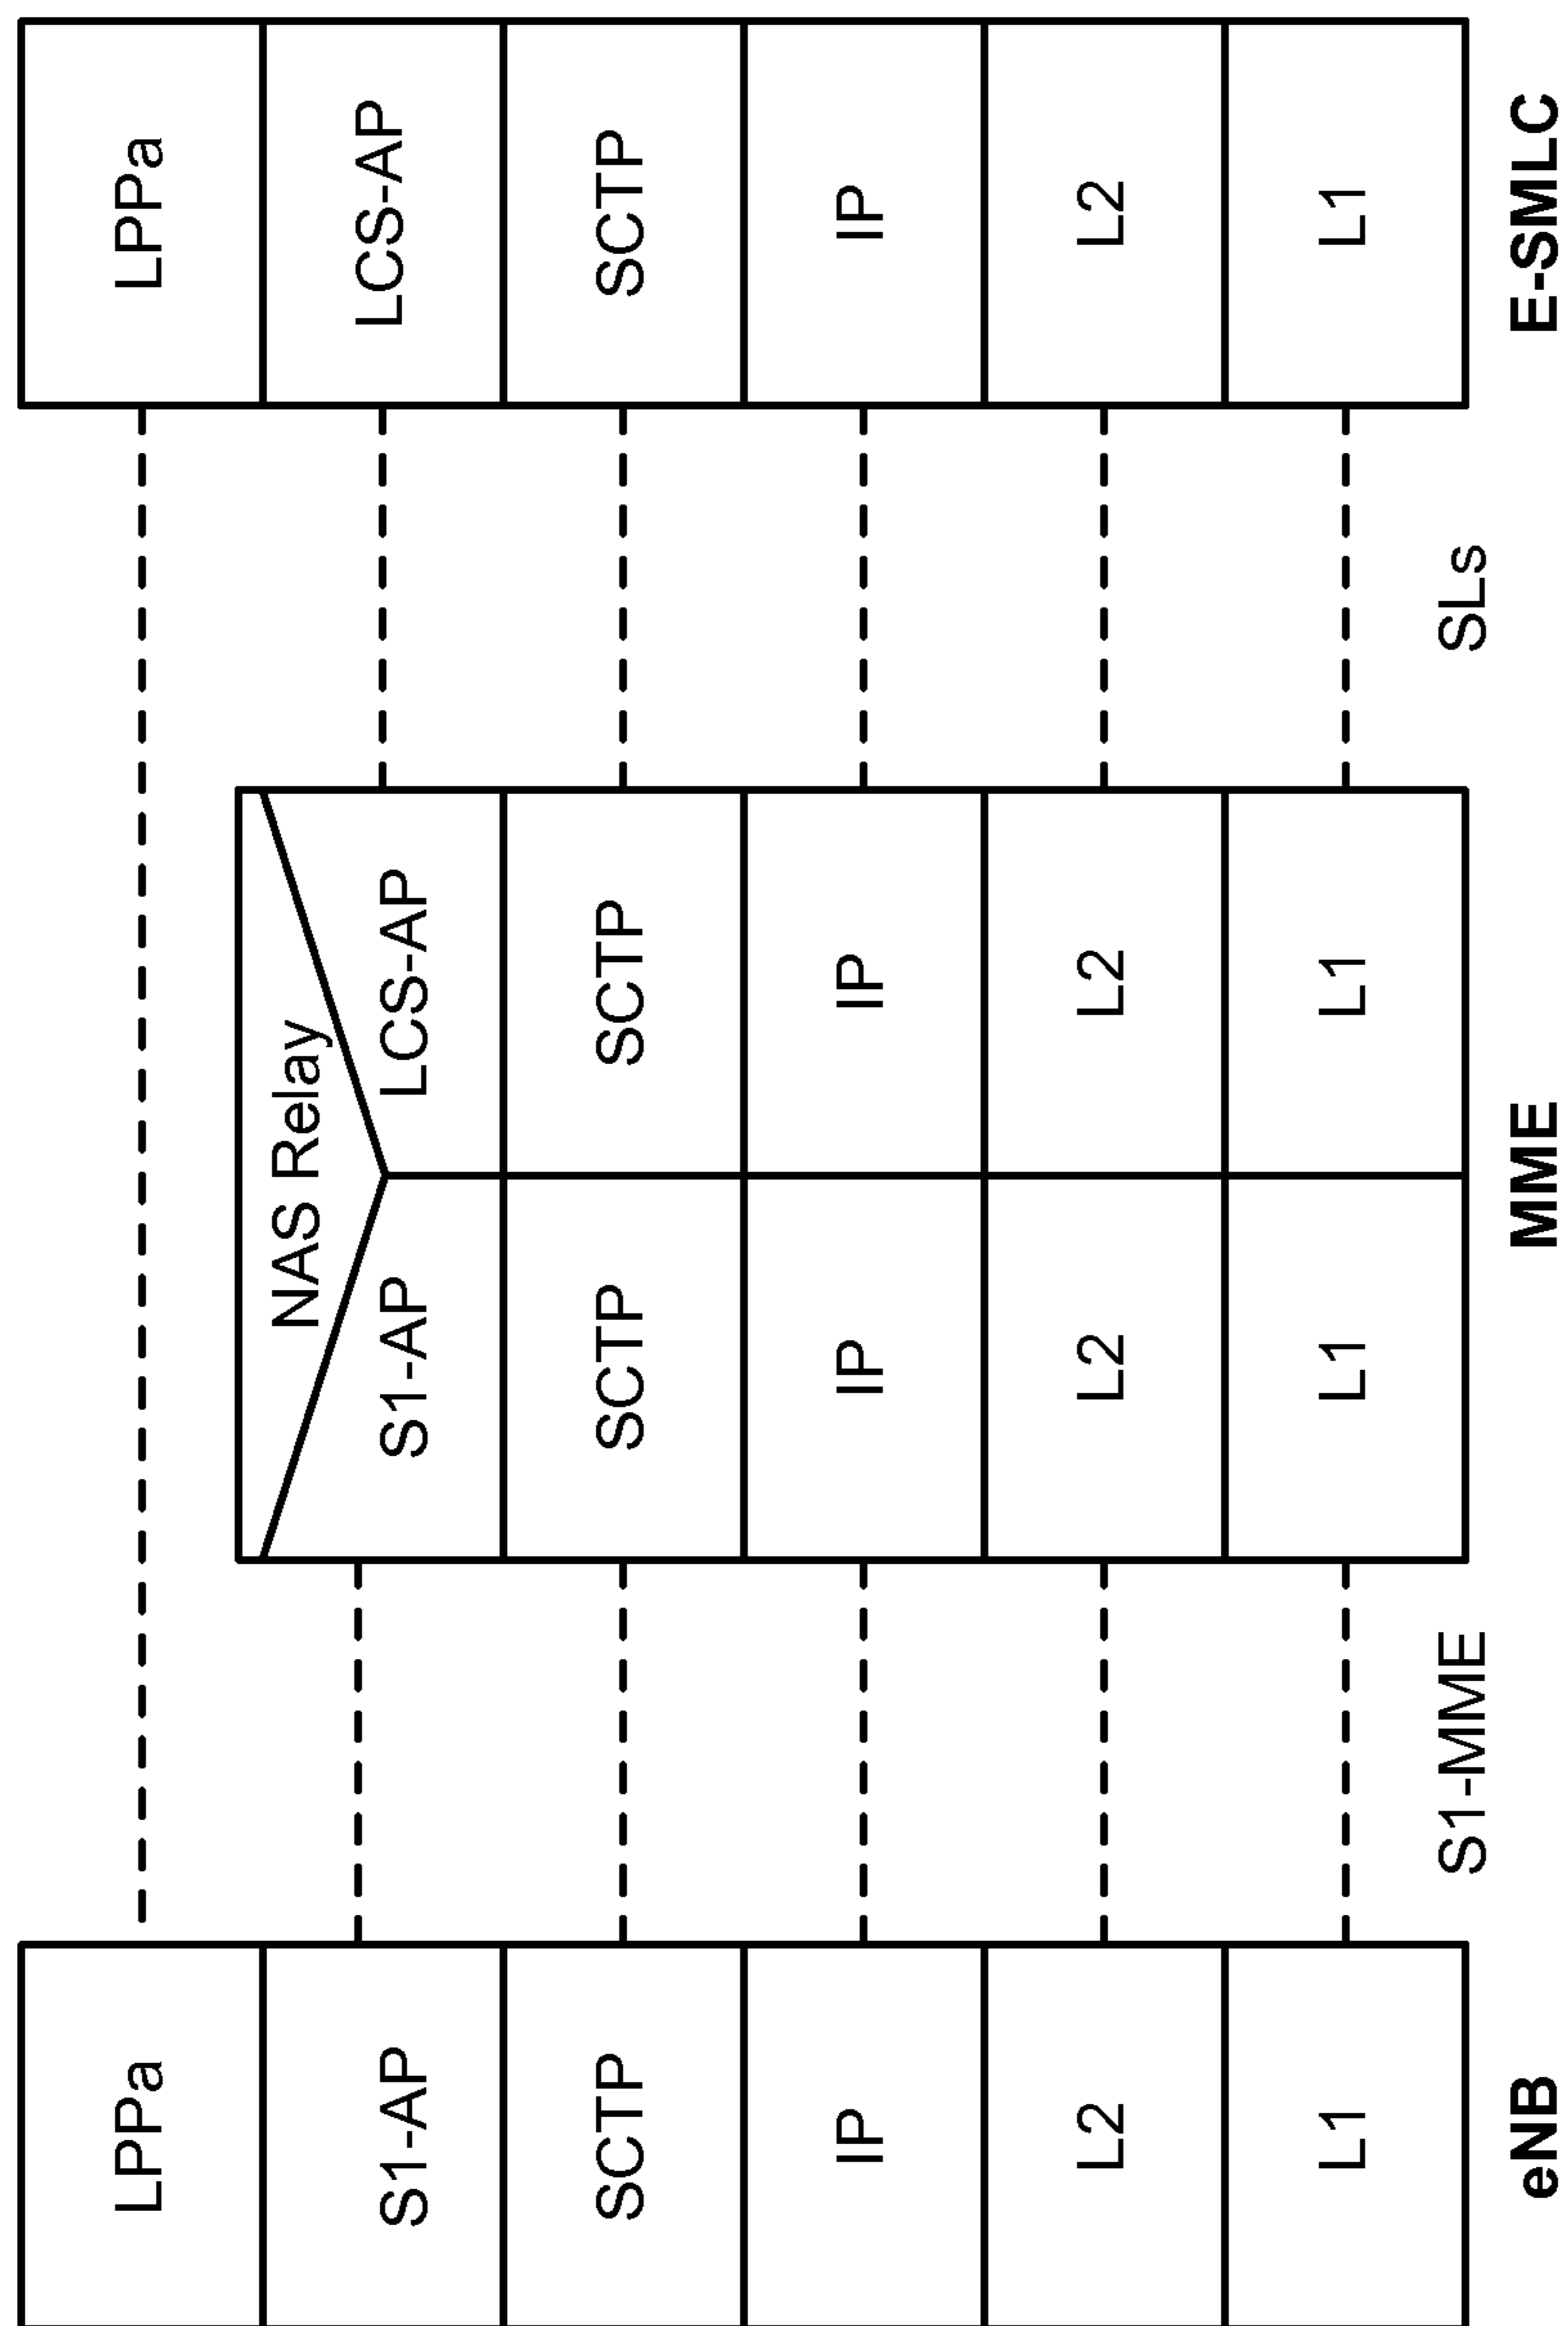 LPPa
S1-AP
SCTP
IP
L2
L1
eNB
S1-MME
NAS Relay
S1-AP
LCS-AP
SCTP
SCTP
IP
IP
L2
L2
L1
L1
MME
SLs
LPPa
LCS-AP
SCTP
IP
L2
L1
E-SMLC